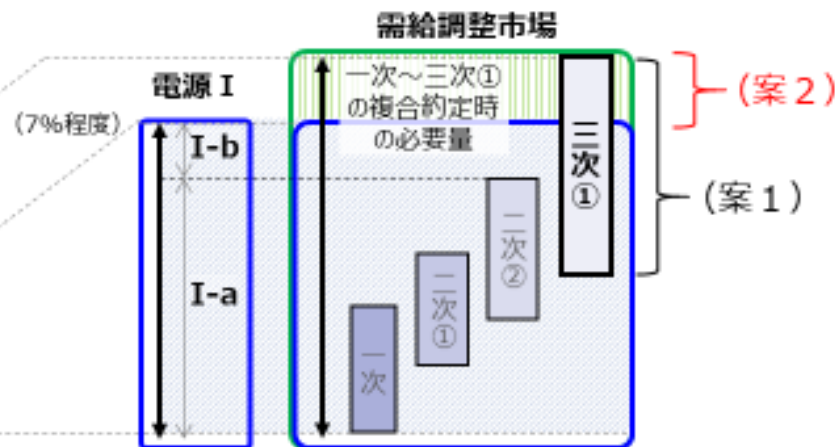 需給調整市場
電源Ⅰ
(7%程度)
一次～三次①
の複合約定時
の必要量
Ⅰ-b
Ⅰ-a
一次
二次①
二次②
三次①
(案2)
(案1)